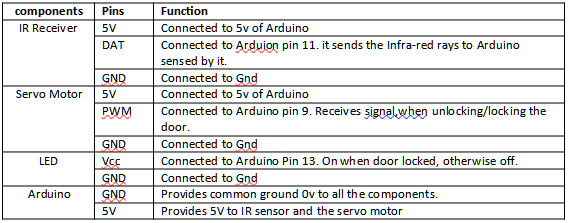 components Pins Function
IR Receiver 5V Connected to 5v of Arduino
DAT Connected to Arduion pin 11. it sends the Infra-red rays to Arduino
sensed by it.
GND Connected to Gnd
Servo Motor 5V Connected to 5v of Arduino
PWM Connected to Arduino pin 9. Receives signal,when unlocking/locking the
door.
GND Connected to Gnd
LED Vcc Connected to Arduino Pin 13. On when door locked, otherwise off.
GND Connected to Gnd
Arduino GND Provides common ground 0v to all the components.
5V Provides 5V to IR sensor and the servo motor